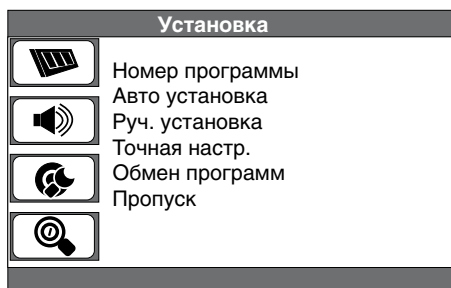 Установка
Номер программы
Авто установка
Руч. установка
Точная настр.
Обмен программ
Пропуск